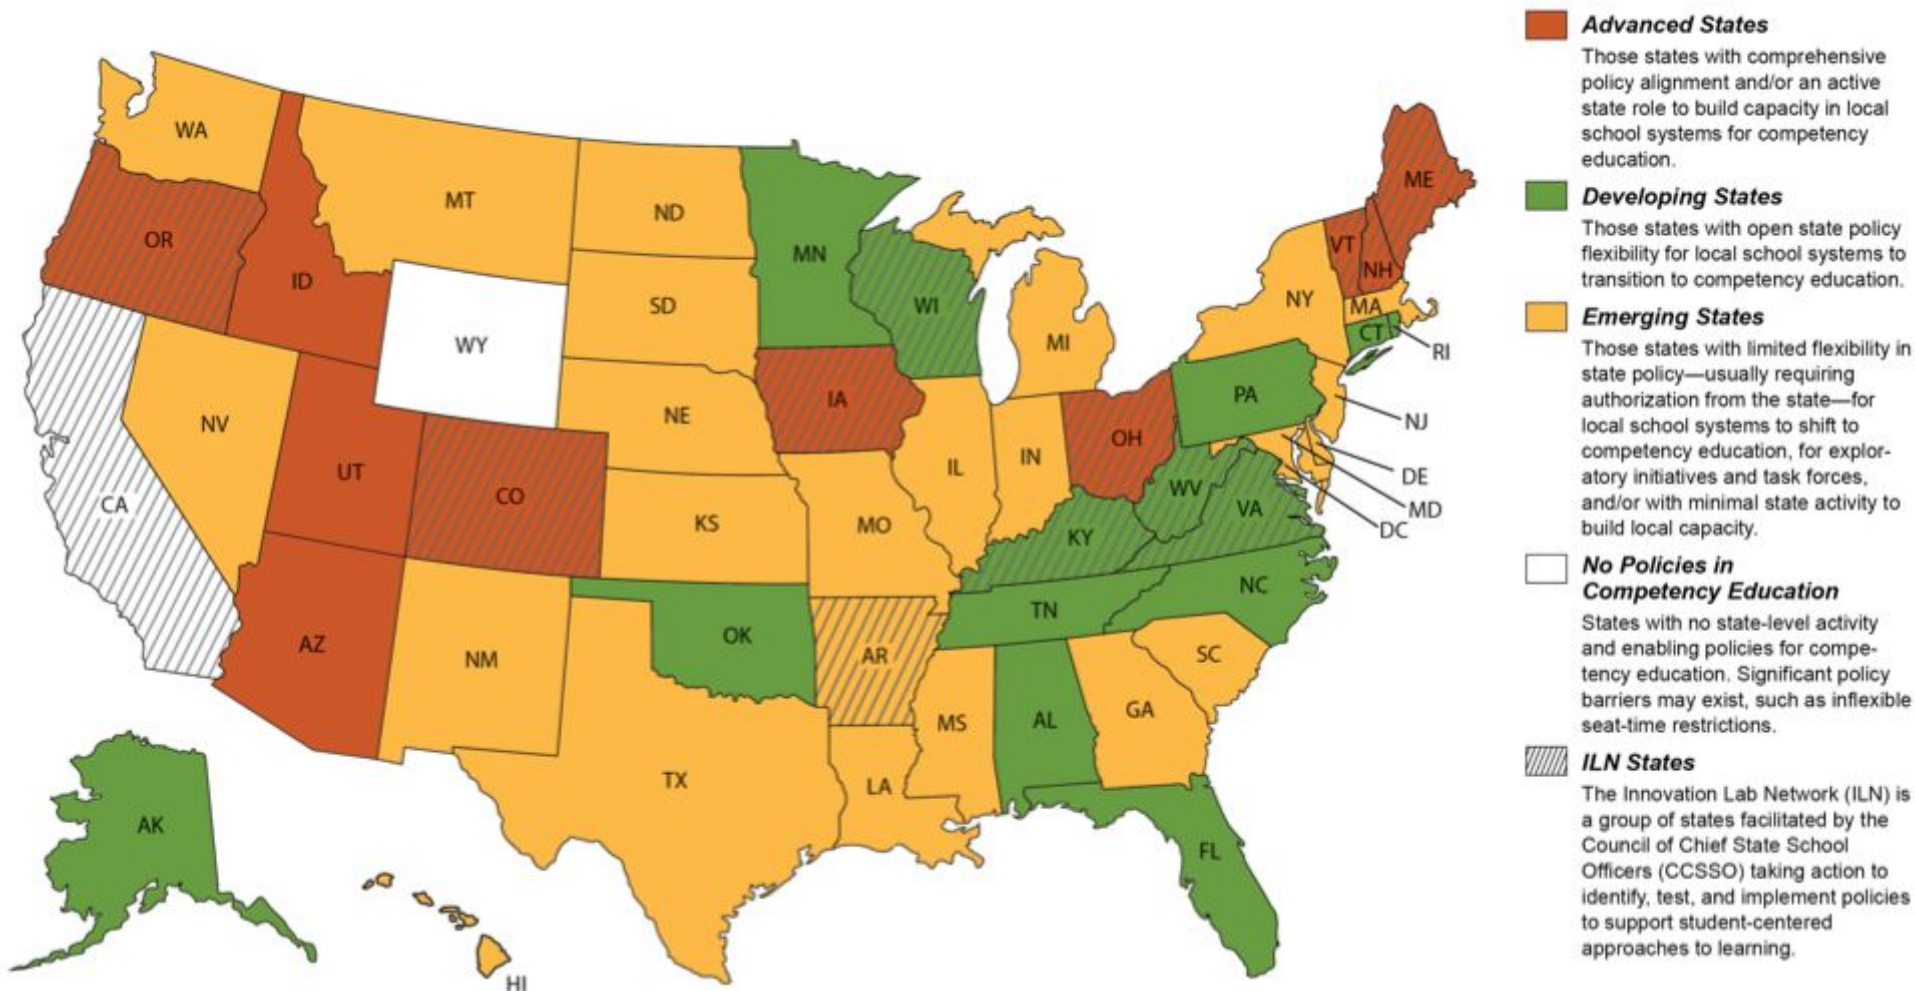 WA
MT
ND
MN
OR
ID
SD
WI
WY
MI
NY
VT
NH
ME
MA
CT
RI
NV
UT
CO
NE
IA
IL
IN
OH
PA
NJ
DE
MD
DC
CA
KS
MO
KY
WV
VA
AZ
NM
OK
AR
TN
NC
SC
MS
AL
GA
TX
LA
FL
AK
HI
Advanced States
Those states with comprehensive
policy alignment and/or an active
state role to build capacity in local
school systems for competency
education.
Developing States
Those states with open state policy
flexibility for local school systems to
transition to competency education.
Emerging States
Those states with limited flexibility in
state policy—usually requiring
authorization from the state—for
local school systems to shift to
competency education, for explor-
atory initiatives and task forces,
and/or with minimal state activity to
build local capacity.
No Policies in
Competency Education
States with no state-level activity
and enabling policies for compe-
tency education. Significant policy
barriers may exist, such as inflexible
seat-time restrictions.
ILN States
The Innovation Lab Network (ILN) is
a group of states facilitated by the
Council of Chief State School
Officers (CCSSO) taking action to
identify, test, and implement policies
to support student-centered
approaches to learning.